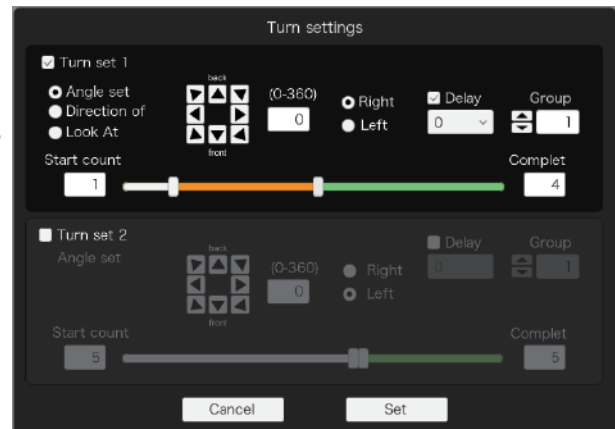 Turn settings
Turn set 1
back
Angle set (0-360) Right Delay Group
Direction of 0 Left 0 1
Look At
front
Start count Complet
1 4
Turn set 2
back
Angle set (0-360) Right Delay Group
0 Left 0 1
front
Start count Complet
5 5
Cancel Set